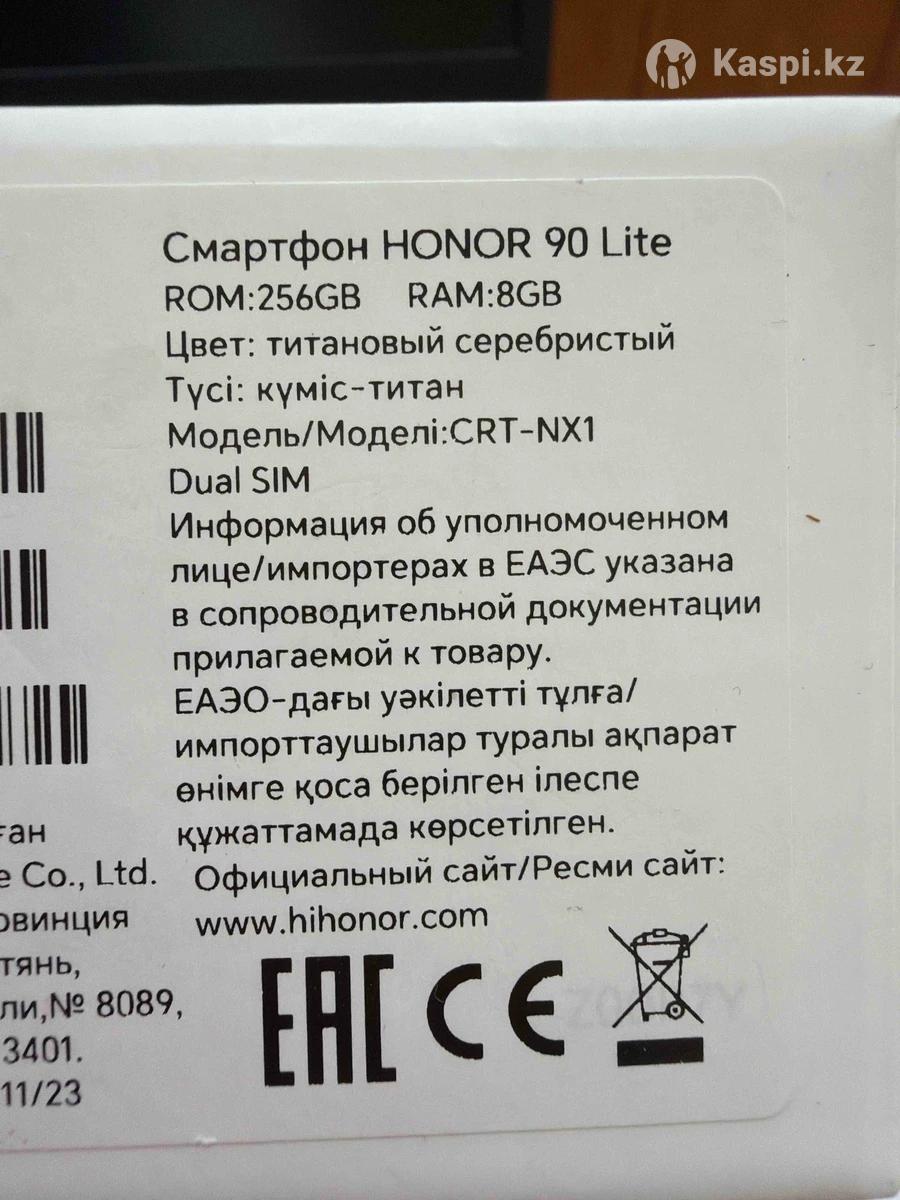 Kaspi.kz
Смартфон HONOR 90 Lite
ROM:256GB RAM:8GB
Цвет: титановый серебристый
Түсі: күміс-титан
Модель/Моделі:CRT-NX1
Dual SIM
Информация об уполномоченном
лице/импортерах в ЕАЭС указана
в сопроводительной документации
прилагаемой к товару.
ЕАЭО-дағы уәкілетті тұлға/
импорттаушылар туралы ақпарат
өнімге қоса берілген ілеспе
құжаттамада көрсетілген.
Официальный сайт/Ресми сайт:
www.hihonor.com
ған
e Co., Ltd.
овинция
тянь,
ли,№ 8089,
3401.
11/23
EAC CE